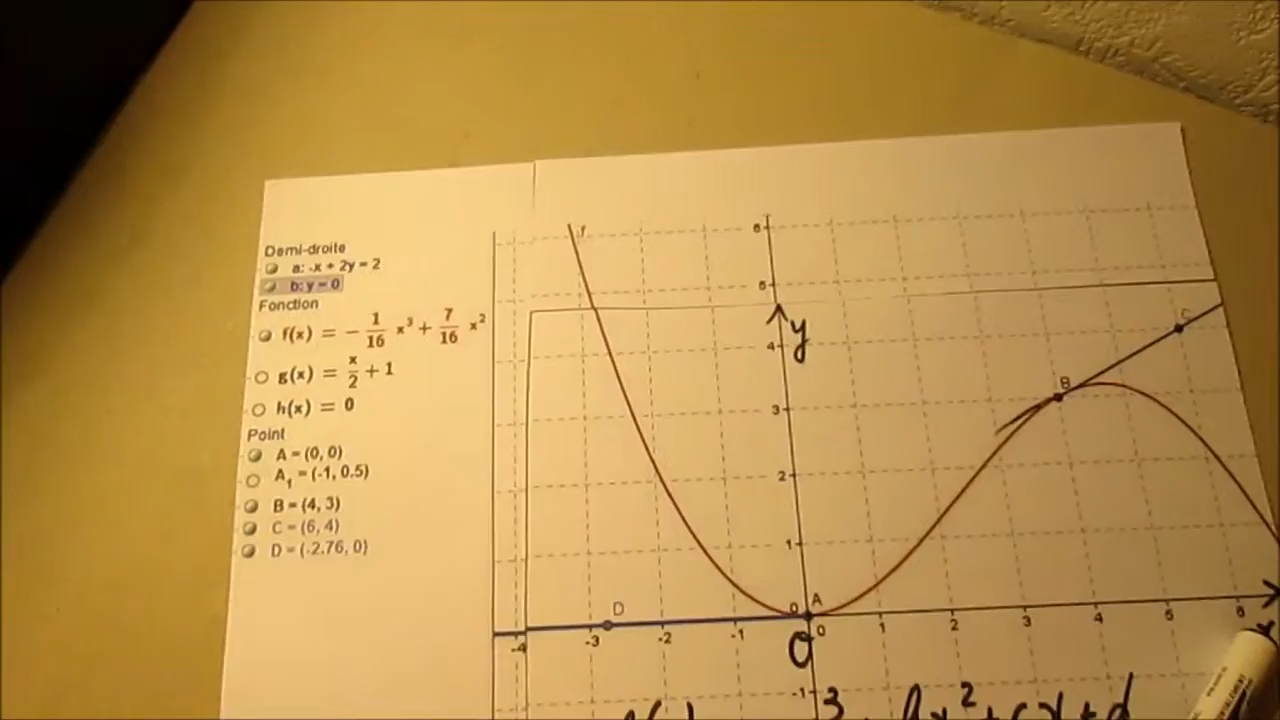 Demi-droite
a: -x + 2y = 2
b: y = 0
Fonction
f(x) = - 1/16 x³ + 7/16 x²
g(x) = x/2 + 1
h(x) = 0
Point
A = (0, 0)
A₁ = (-1, 0.5)
B = (4, 3)
C = (6, 4)
D = (-2.76, 0)
f
6
5
y
4
C
B
3
2
1
D
0 A
-4 -3 -2 -1 0 1 2 3 4 5 6
O
-1
x² + cx + d